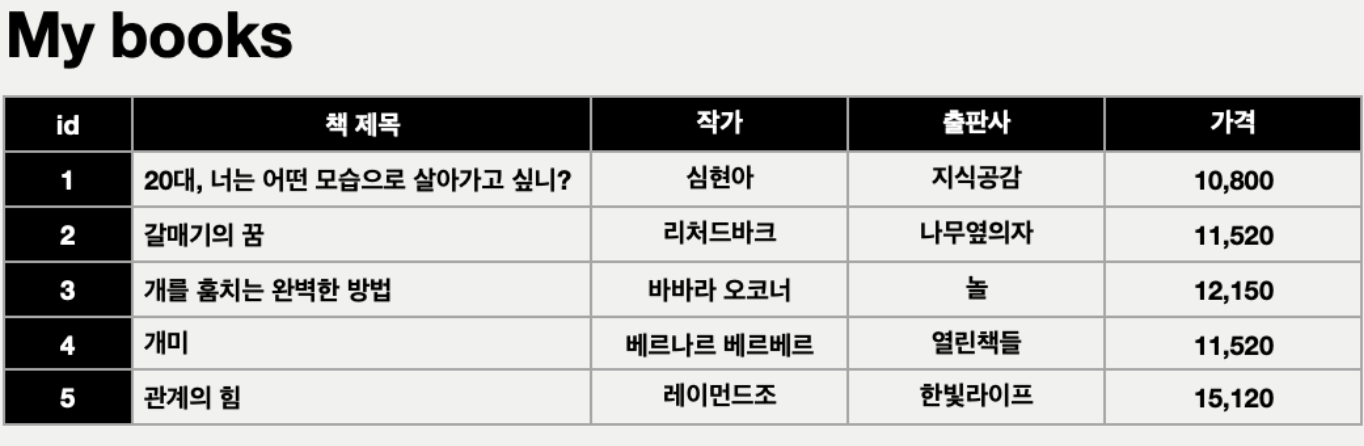 My books
id 책 제목 작가 출판사 가격
1 20대, 너는 어떤 모습으로 살아가고 싶니? 심현아 지식공감 10,800
2 갈매기의 꿈 리처드바크 나무옆의자 11,520
3 개를 훔치는 완벽한 방법 바바라 오코너 놀 12,150
4 개미 베르나르 베르베르 열린책들 11,520
5 관계의 힘 레이먼드조 한빛라이프 15,120